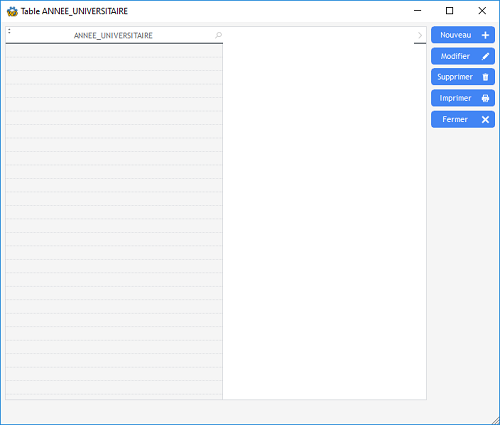 Table ANNEE_UNIVERSITAIRE
ANNEE_UNIVERSITAIRE
Nouveau
Modifier
Supprimer
Imprimer
Fermer